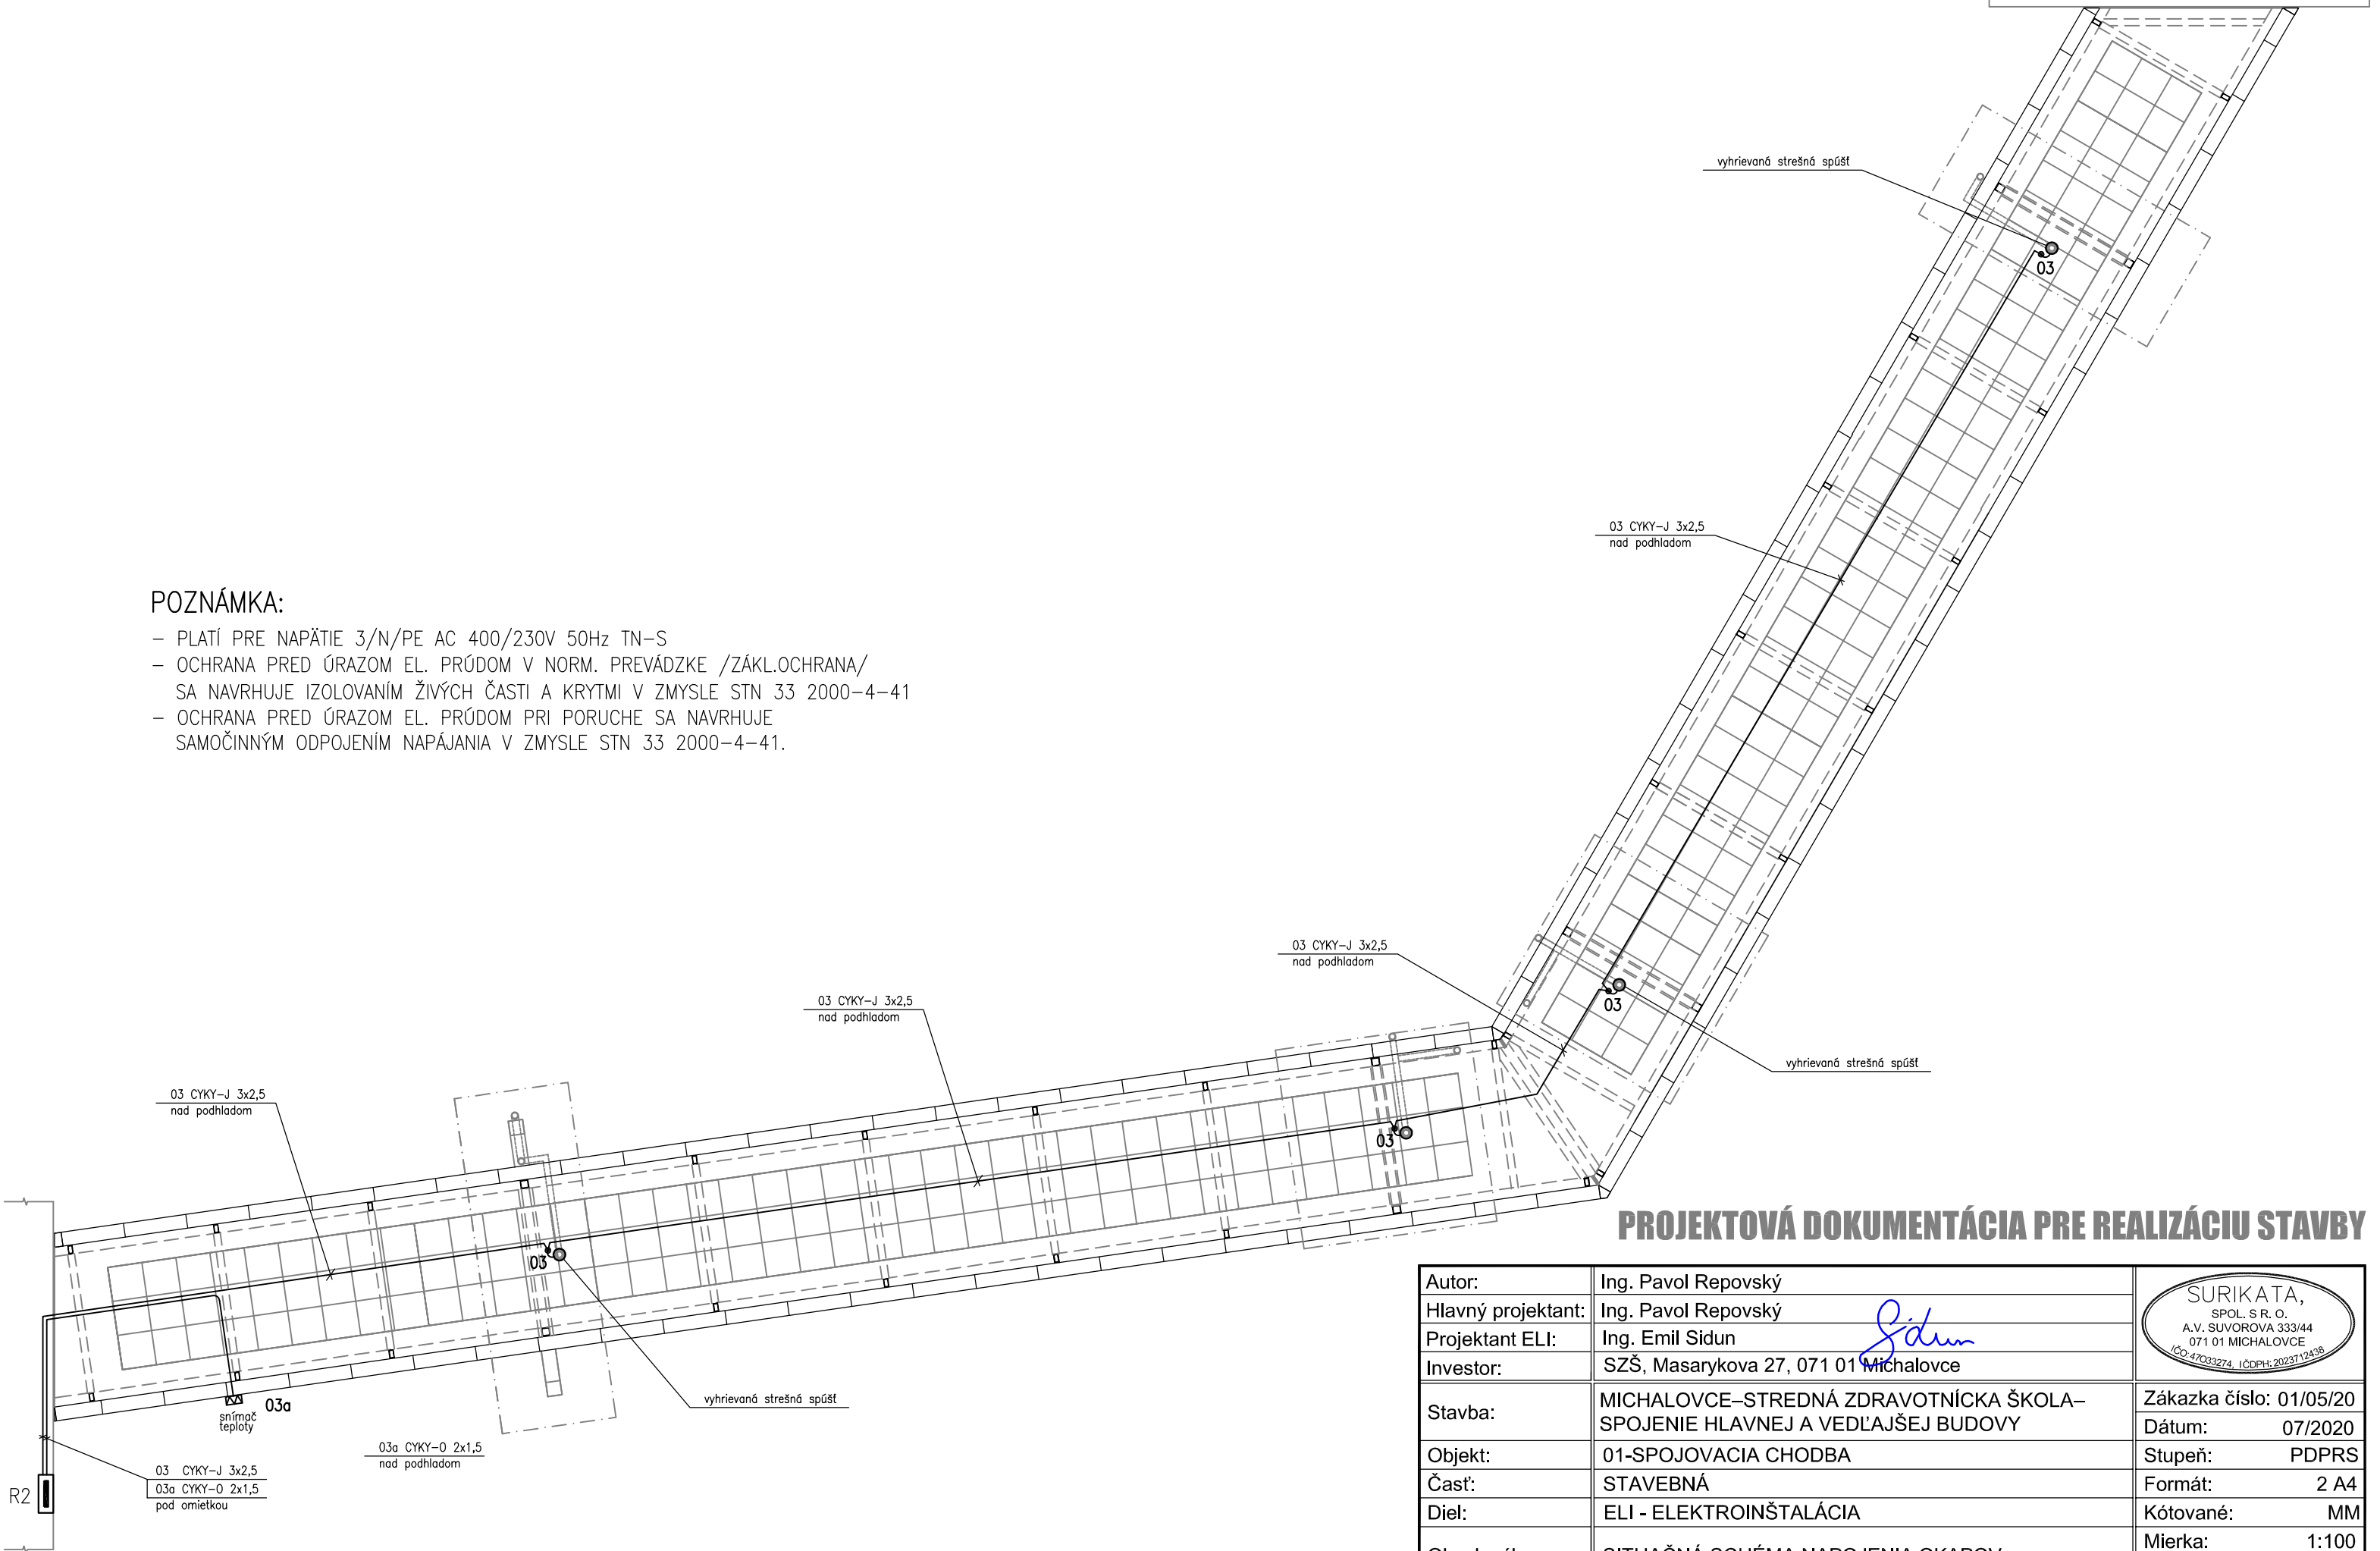 vyhrievaná strešná spúšť
03
03 CYKY-J 3x2,5
nad podhladom
POZNÁMKA:
- PLATÍ PRE NAPÄTIE 3/N/PE AC 400/230V 50Hz TN-S
- OCHRANA PRED ÚRAZOM EL. PRÚDOM V NORM. PREVÁDZKE /ZÁKL.OCHRANA/
SA NAVRHUJE IZOLOVANÍM ŽIVÝCH ČASTI A KRYTMI V ZMYSLE STN 33 2000-4-41
- OCHRANA PRED ÚRAZOM EL. PRÚDOM PRI PORUCHE SA NAVRHUJE
SAMOČINNÝM ODPOJENÍM NAPÁJANIA V ZMYSLE STN 33 2000-4-41.
03 CYKY-J 3x2,5
nad podhladom
03
03 CYKY-J 3x2,5
nad podhladom
vyhrievaná strešná spúšť
03 CYKY-J 3x2,5
nad podhladom
03
03
vyhrievaná strešná spúšť
03a
snímač
teploty
03a CYKY-O 2x1,5
nad podhladom
03 CYKY-J 3x2,5
03a CYKY-O 2x1,5
pod omietkou
R2
PROJEKTOVÁ DOKUMENTÁCIA PRE REALIZÁCIU STAVBY
Autor: Ing. Pavol Repovský
Hlavný projektant: Ing. Pavol Repovský
Projektant ELI: Ing. Emil Sidun
Sidun
Investor: SZŠ, Masarykova 27, 071 01 Michalovce
SURIKATA,
SPOL. S R. O.
A.V. SUVOROVA 333/44
071 01 MICHALOVCE
IČO:47033274, IČDPH:2023712438
Stavba: MICHALOVCE–STREDNÁ ZDRAVOTNÍCKA ŠKOLA–
SPOJENIE HLAVNEJ A VEDĽAJŠEJ BUDOVY
Zákazka číslo: 01/05/20
Dátum: 07/2020
Objekt: 01-SPOJOVACIA CHODBA
Stupeň: PDPRS
Časť: STAVEBNÁ
Formát: 2 A4
Diel: ELI - ELEKTROINŠTALÁCIA
Kótované: MM
Mierka: 1:100